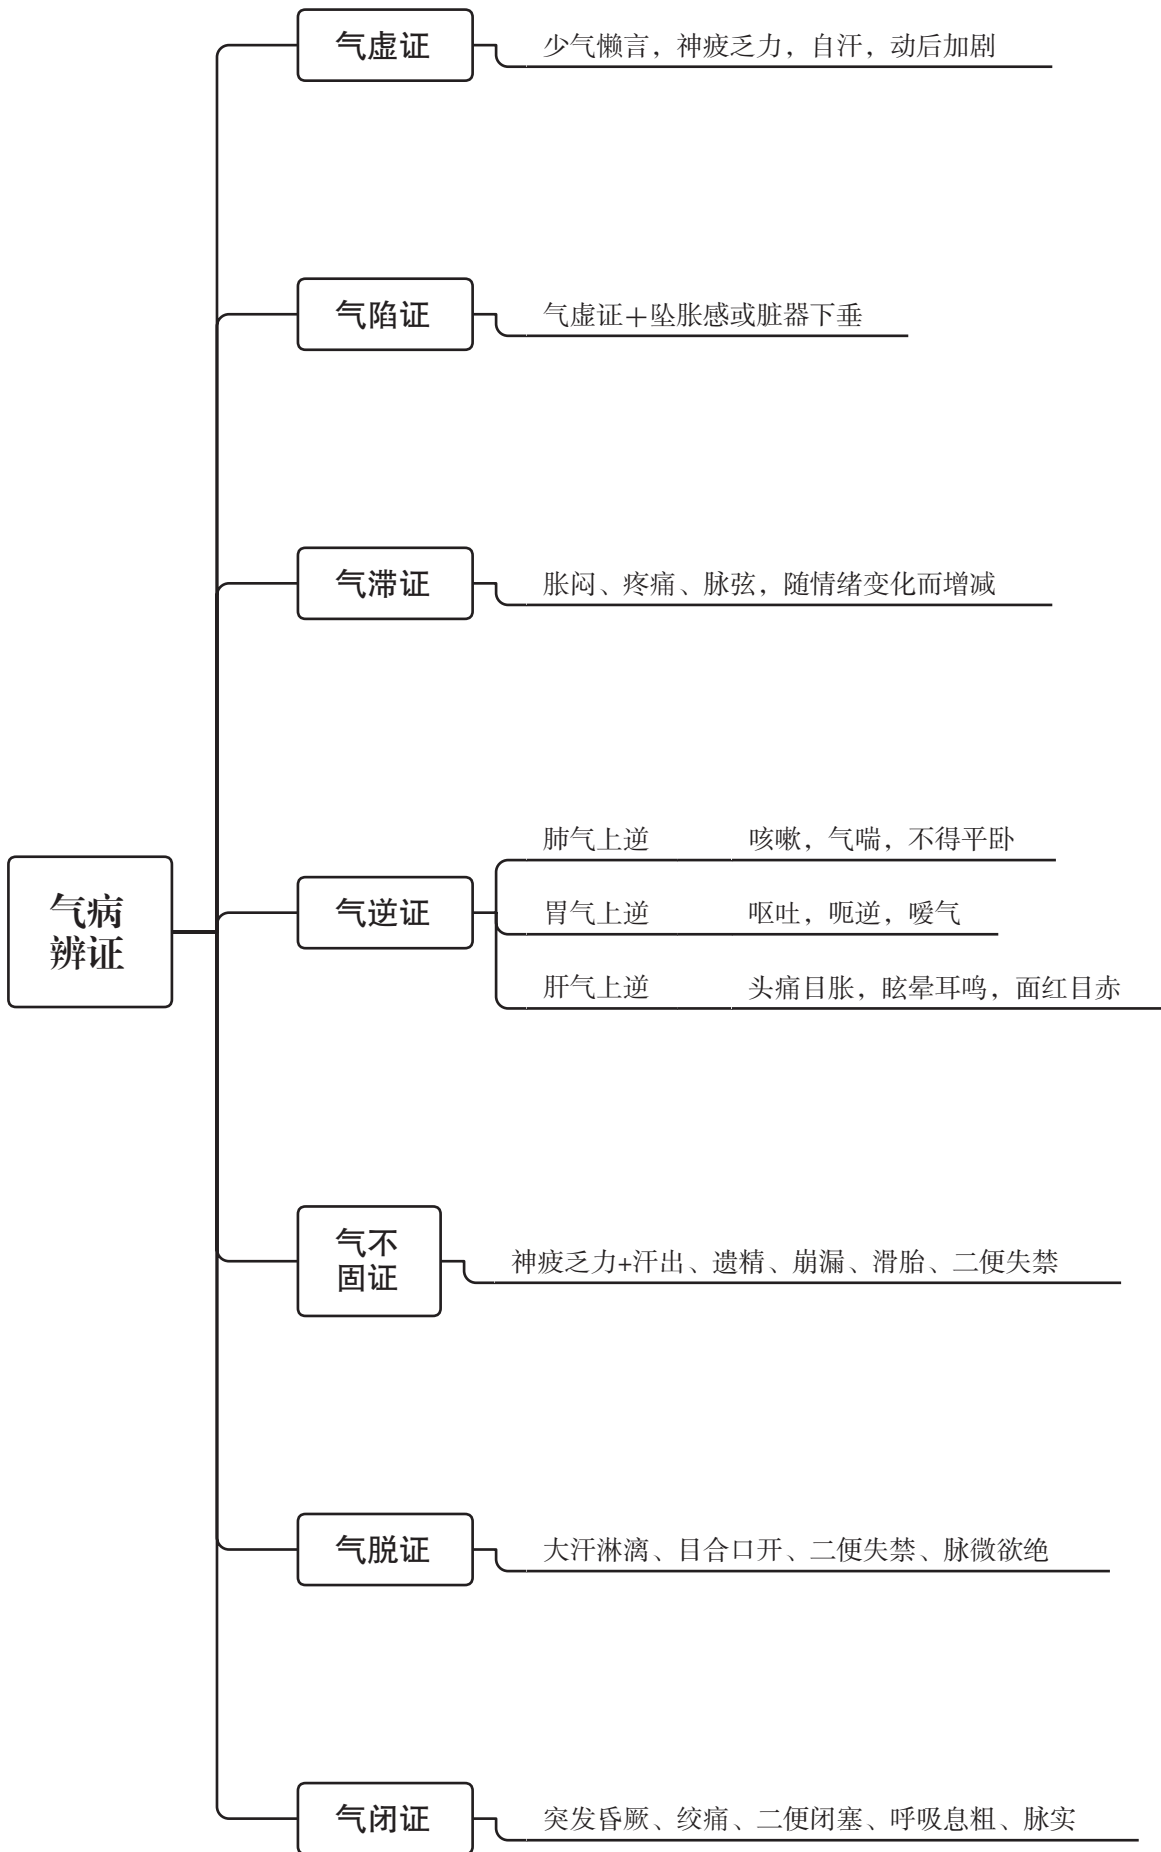 气虚证
少气懒言，神疲乏力，自汗，动后加剧
气陷证
气虚证＋坠胀感或脏器下垂
气滞证
胀闷、疼痛、脉弦，随情绪变化而增减
气病
辨证
气逆证
肺气上逆 咳嗽，气喘，不得平卧
胃气上逆 呕吐，呃逆，嗳气
肝气上逆 头痛目胀，眩晕耳鸣，面红目赤
气不
固证
神疲乏力+汗出、遗精、崩漏、滑胎、二便失禁
气脱证
大汗淋漓、目合口开、二便失禁、脉微欲绝
气闭证
突发昏厥、绞痛、二便闭塞、呼吸息粗、脉实